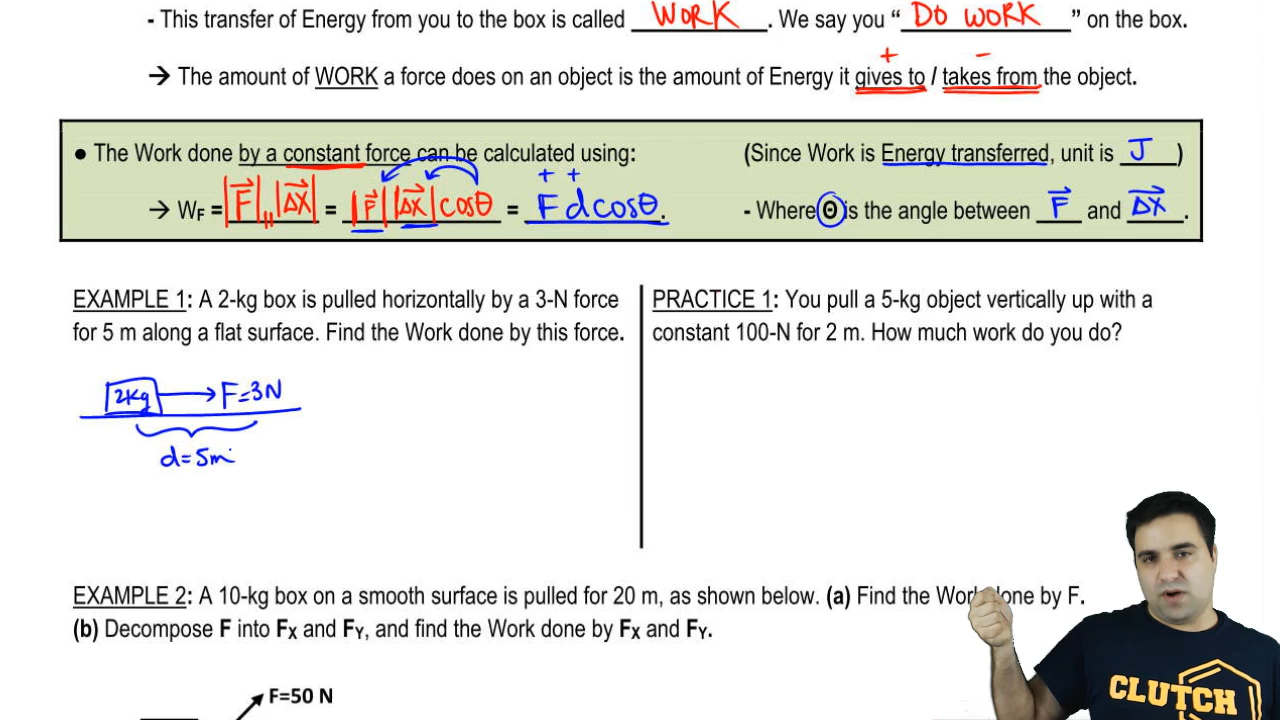 - This transfer of Energy from you to the box is called WORK. We say you “DO WORK” on the box.
+ -
→ The amount of WORK a force does on an object is the amount of Energy it gives to / takes from the object.
● The Work done by a constant force can be calculated using: (Since Work is Energy transferred, unit is J)
+ +
→ WF = |F|,, |ΔX| = |F| |ΔX| cosθ = F d cosθ. - Where Θ is the angle between F and ΔX.
EXAMPLE 1: A 2-kg box is pulled horizontally by a 3-N force
for 5 m along a flat surface. Find the Work done by this force.
2kg F=3N
d=5m
PRACTICE 1: You pull a 5-kg object vertically up with a
constant 100-N for 2 m. How much work do you do?
EXAMPLE 2: A 10-kg box on a smooth surface is pulled for 20 m, as shown below. (a) Find the Work done by F.
(b) Decompose F into FX and FY, and find the Work done by FX and FY.
F=50 N
CLUTCH